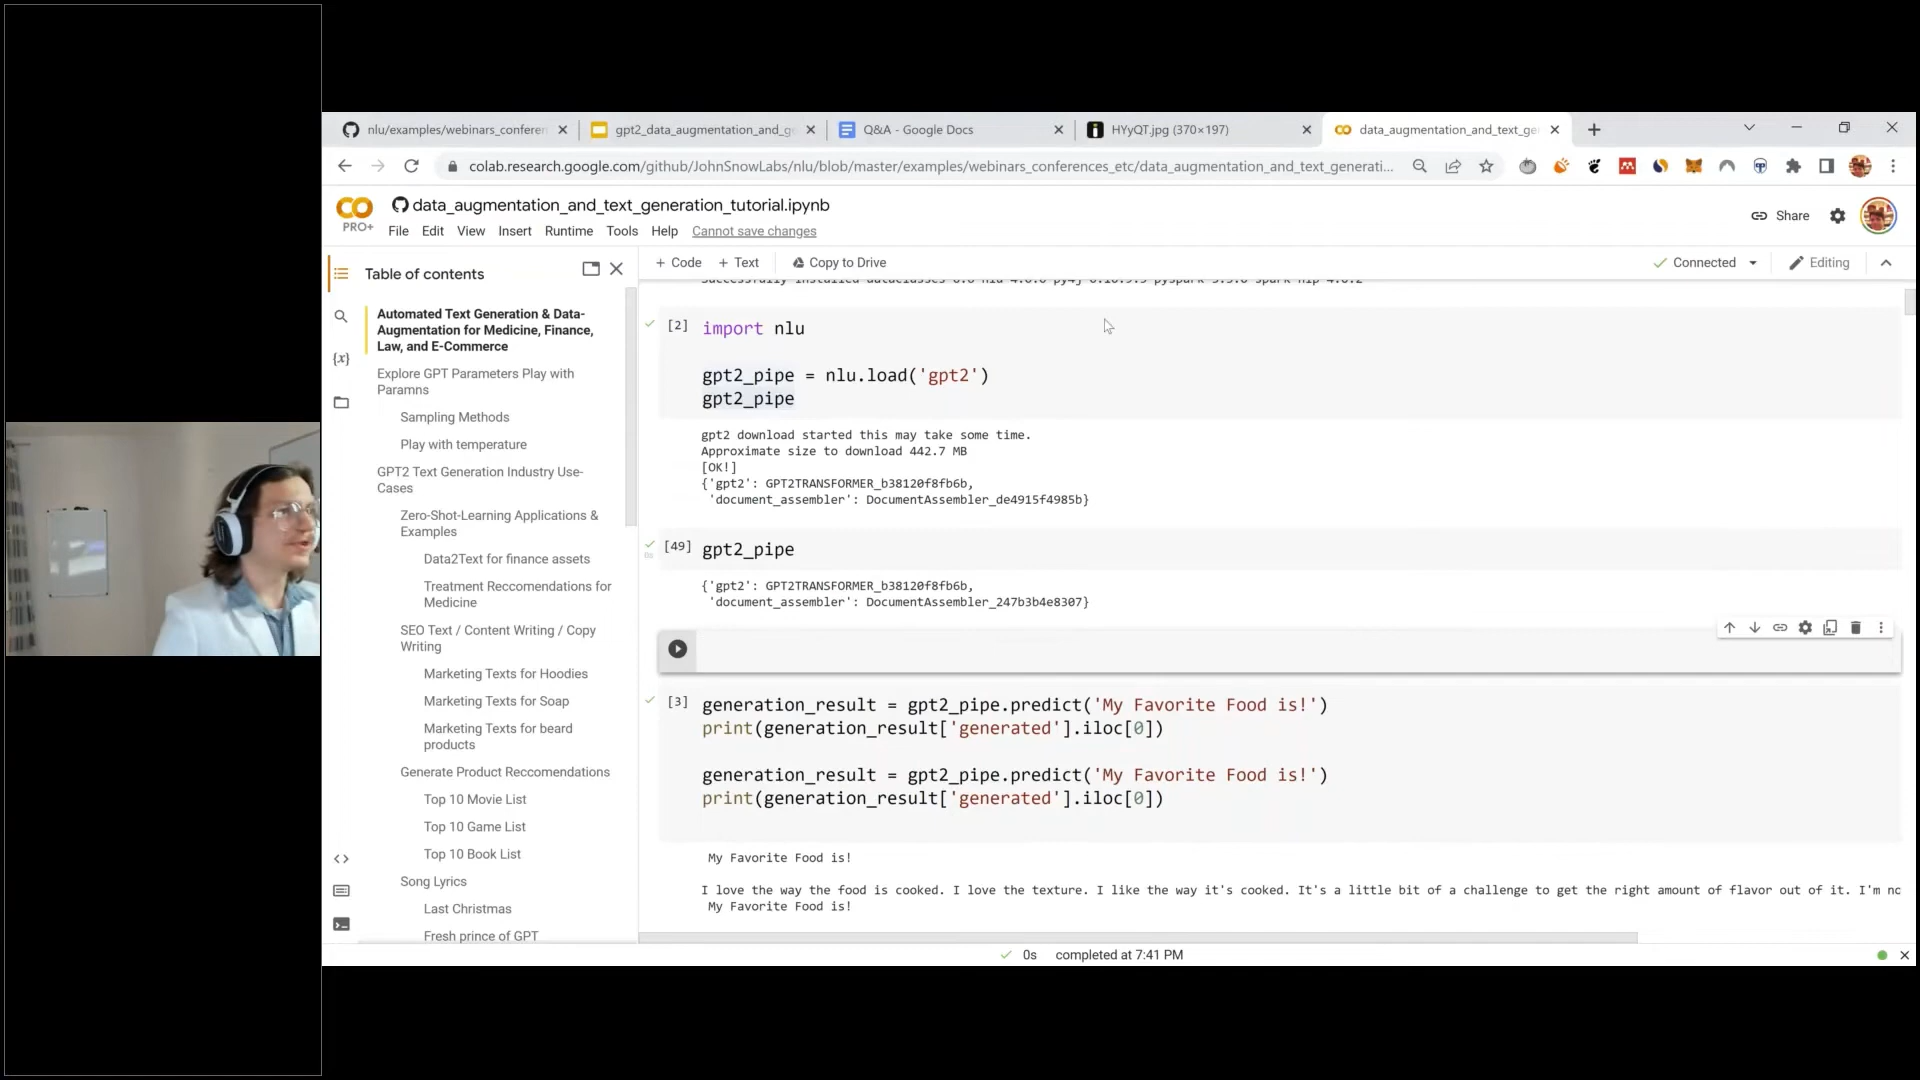 nlu/examples/webinars_conferen
gpt2_data_augmentation_and_g
Q&A - Google Docs
HYyQT.jpg (370×197)
data_augmentation_and_text_ge
colab.research.google.com/github/JohnSnowLabs/nlu/blob/master/examples/webinars_conferences_etc/data_augmentation_and_text_generati...
CO
PRO+
data_augmentation_and_text_generation_tutorial.ipynb
Share
File Edit View Insert Runtime Tools Help Cannot save changes
Table of contents
+ Code + Text Copy to Drive
Connected
Editing
Automated Text Generation & Data-
Augmentation for Medicine, Finance,
Law, and E-Commerce
Explore GPT Parameters Play with
Paramns
Sampling Methods
Play with temperature
GPT2 Text Generation Industry Use-
Cases
Zero-Shot-Learning Applications &
Examples
Data2Text for finance assets
Treatment Reccomendations for
Medicine
SEO Text / Content Writing / Copy
Writing
Marketing Texts for Hoodies
Marketing Texts for Soap
Marketing Texts for beard
products
Generate Product Reccomendations
Top 10 Movie List
Top 10 Game List
Top 10 Book List
Song Lyrics
Last Christmas
Fresh prince of GPT
[2] import nlu
gpt2_pipe = nlu.load('gpt2')
gpt2_pipe
gpt2 download started this may take some time.
Approximate size to download 442.7 MB
[OK!]
{'gpt2': GPT2TRANSFORMER_b38120f8fb6b,
'document_assembler': DocumentAssembler_de4915f4985b}
[49] gpt2_pipe
0s
{'gpt2': GPT2TRANSFORMER_b38120f8fb6b,
'document_assembler': DocumentAssembler_247b3b4e8307}
[3] generation_result = gpt2_pipe.predict('My Favorite Food is!')
print(generation_result['generated'].iloc[0])
generation_result = gpt2_pipe.predict('My Favorite Food is!')
print(generation_result['generated'].iloc[0])
My Favorite Food is!
I love the way the food is cooked. I love the texture. I like the way it's cooked. It's a little bit of a challenge to get the right amount of flavor out of it. I'm nc
My Favorite Food is!
0s completed at 7:41 PM